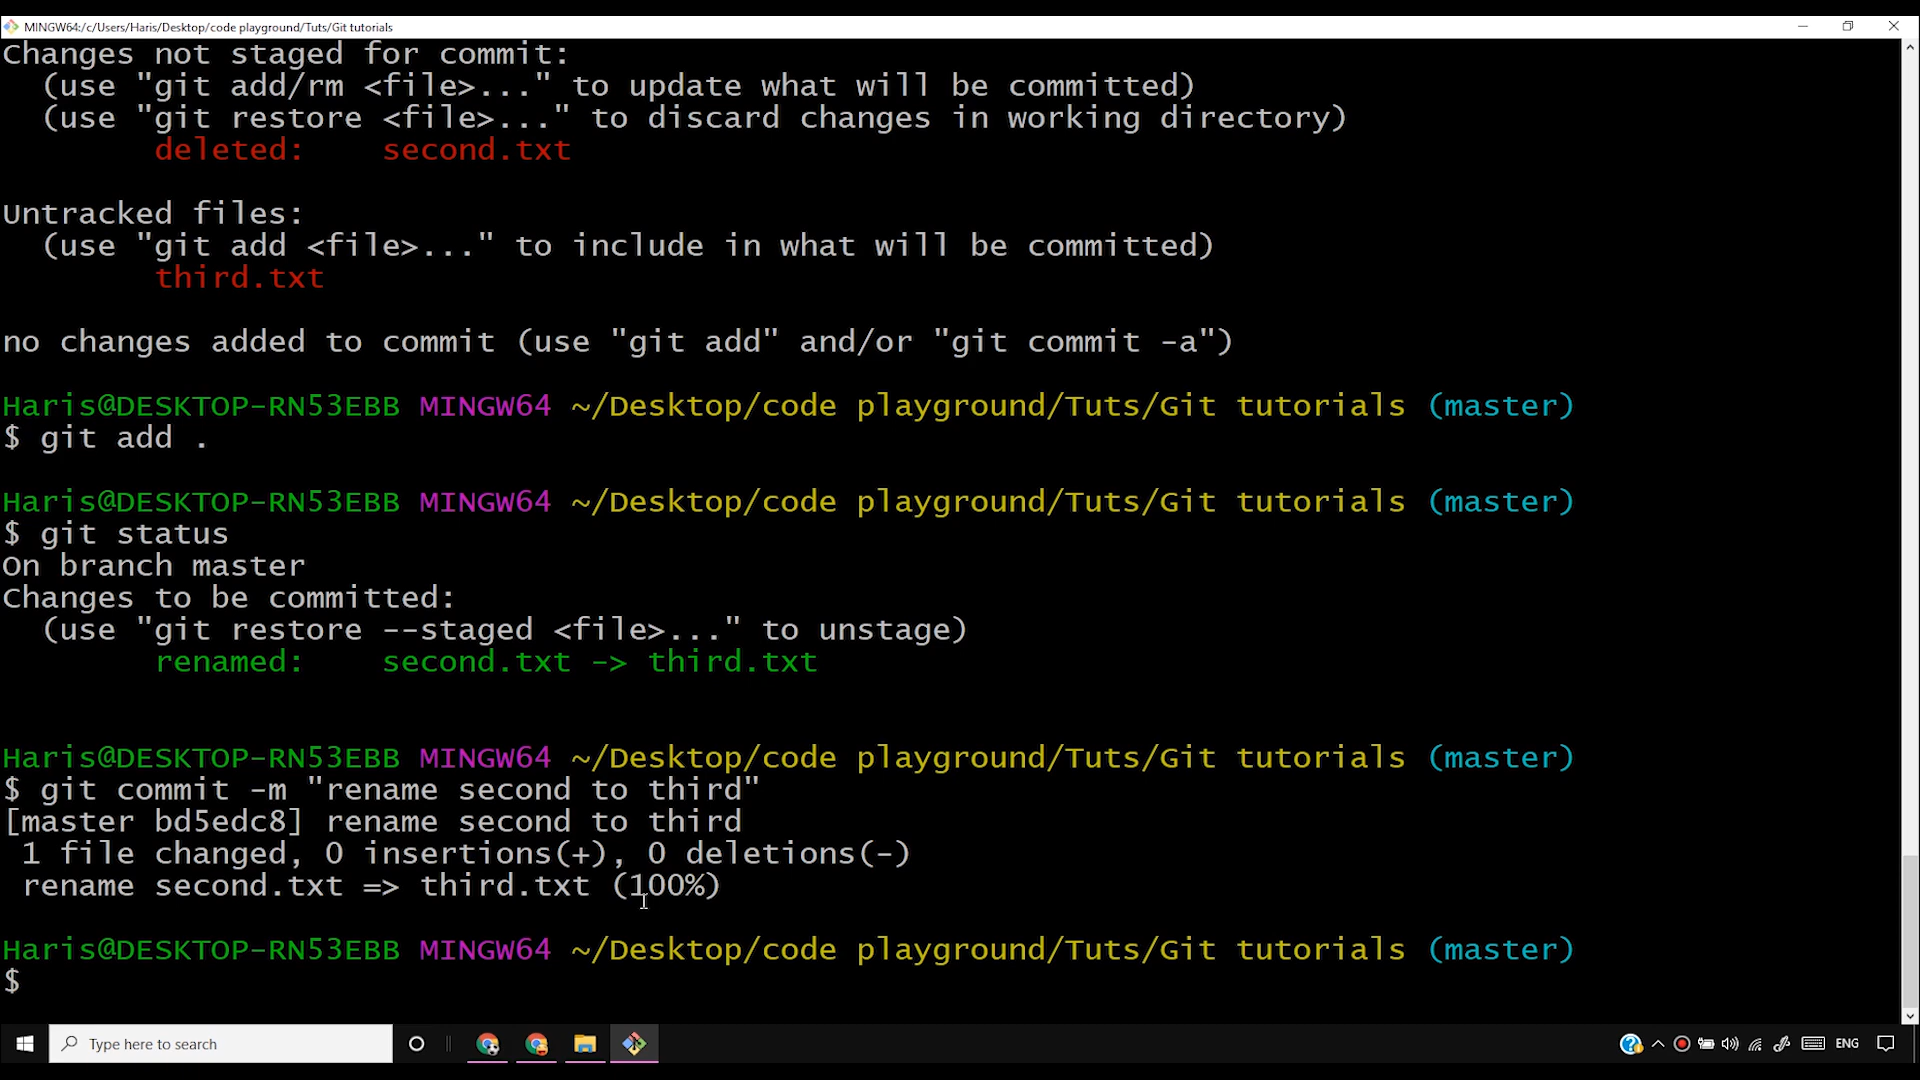 MINGW64:/c/Users/Haris/Desktop/code playground/Tuts/Git tutorials
Changes not staged for commit:
  (use "git add/rm <file>..." to update what will be committed)
  (use "git restore <file>..." to discard changes in working directory)
        deleted:    second.txt
Untracked files:
  (use "git add <file>..." to include in what will be committed)
        third.txt
no changes added to commit (use "git add" and/or "git commit -a")
Haris@DESKTOP-RN53EBB MINGW64 ~/Desktop/code playground/Tuts/Git tutorials (master)
$ git add .
Haris@DESKTOP-RN53EBB MINGW64 ~/Desktop/code playground/Tuts/Git tutorials (master)
$ git status
On branch master
Changes to be committed:
  (use "git restore --staged <file>..." to unstage)
        renamed:    second.txt -> third.txt
Haris@DESKTOP-RN53EBB MINGW64 ~/Desktop/code playground/Tuts/Git tutorials (master)
$ git commit -m "rename second to third"
[master bd5edc8] rename second to third
 1 file changed, 0 insertions(+), 0 deletions(-)
 rename second.txt => third.txt (100%)
Haris@DESKTOP-RN53EBB MINGW64 ~/Desktop/code playground/Tuts/Git tutorials (master)
$
Type here to search
ENG